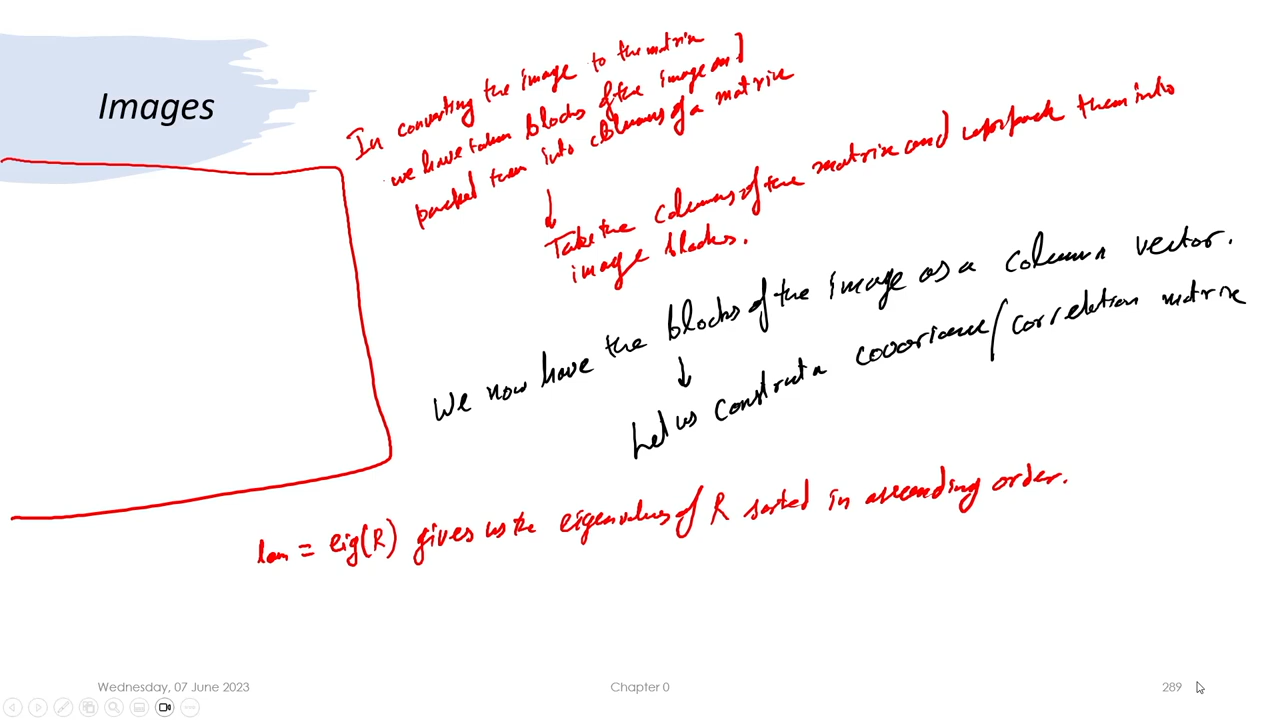 Images
In converting the image to the matrix
we have taken blocks of the image and
packed them into columns of a matrix
Take the columns of the matrix and unpack them into
image blocks.
We now have the blocks of the image as a column vector.
Let us construct a covariance/correlation matrix
lam = eig(R) gives us the eigenvalues of R sorted in ascending order.
Wednesday, 07 June 2023
Chapter 0
289